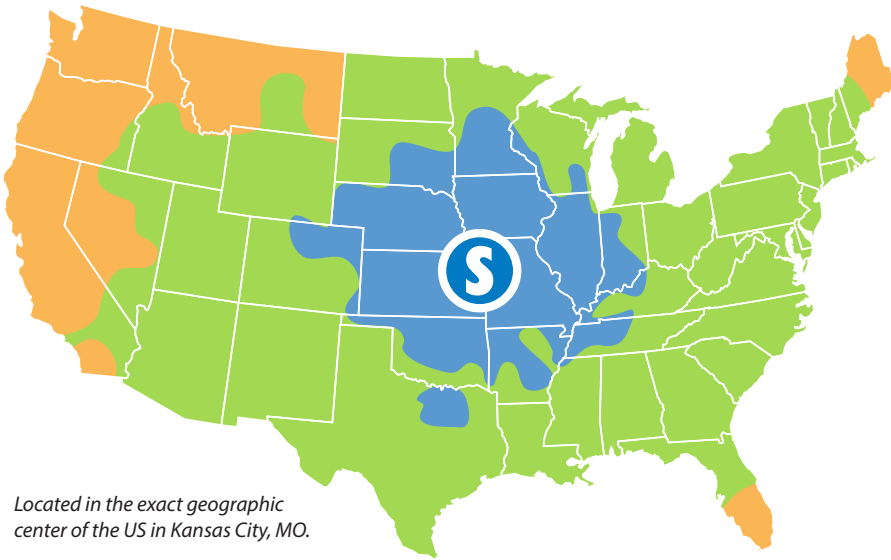 S
Located in the exact geographic
center of the US in Kansas City, MO.